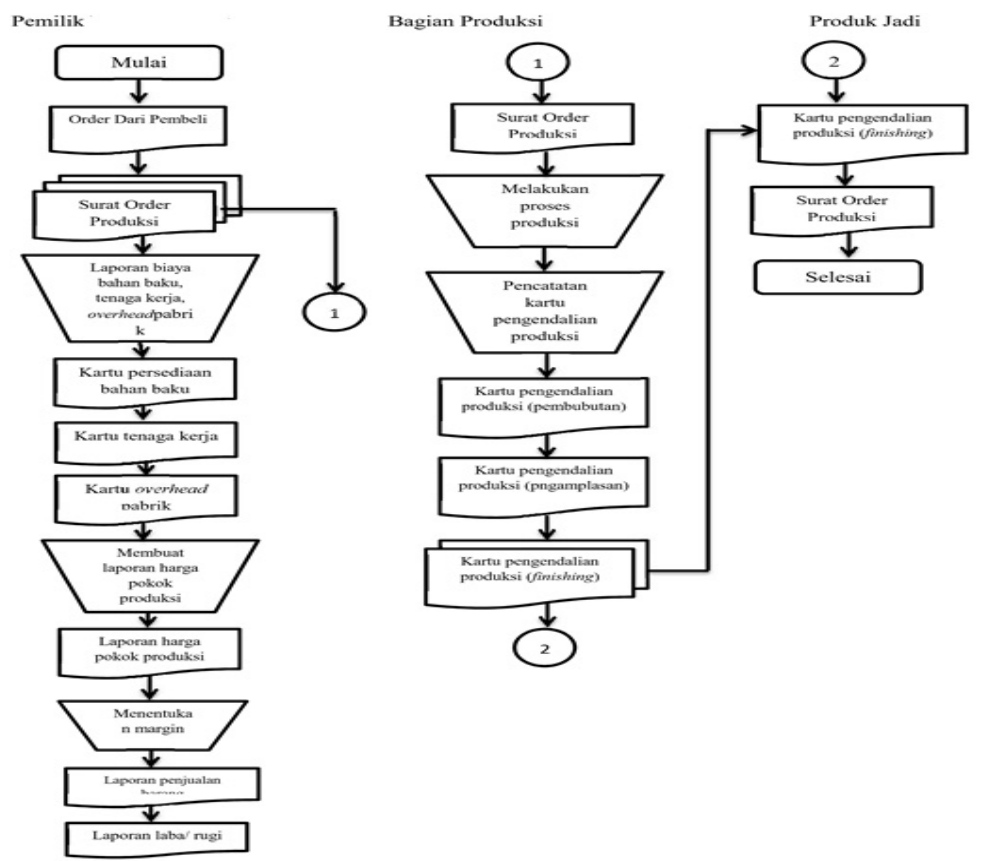 Pemilik
Mulai
Order Dari Pembeli
Surat Order
Produksi
Laporan biaya
bahan baku,
tenaga kerja,
overheadpabri
k
1
Kartu persediaan
bahan baku
Kartu tenaga kerja
Kartu overhead
pabrik
Membuat
laporan harga
pokok
produksi
Laporan harga
pokok produksi
Menentuka
n margin
Laporan penjualan
barang
Laporan laba/ rugi
Bagian Produksi
1
Surat Order
Produksi
Melakukan
proses
produksi
Pencatatan
kartu
pengendalian
produksi
Kartu pengendalian
produksi (pembubutan)
Kartu pengendalian
produksi (pngamplasan)
Kartu pengendalian
produksi (finishing)
2
Produk Jadi
2
Kartu pengendalian
produksi (finishing)
Surat Order
Produksi
Selesai